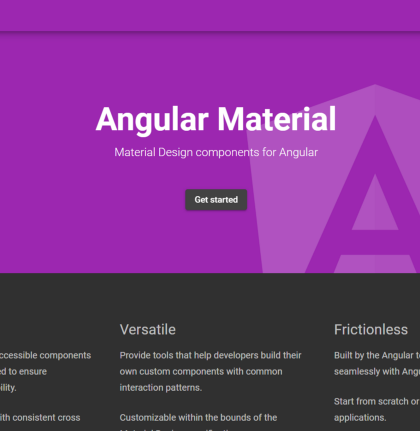 Angular Material
Material Design components for Angular
Get started
ccessible components
ed to ensure
ility.
ith consistent cross
Versatile
Provide tools that help developers build their
own custom components with common
interaction patterns.
Customizable within the bounds of the
Frictionless
Built by the Angular t
seamlessly with Angu
Start from scratch or
applications.